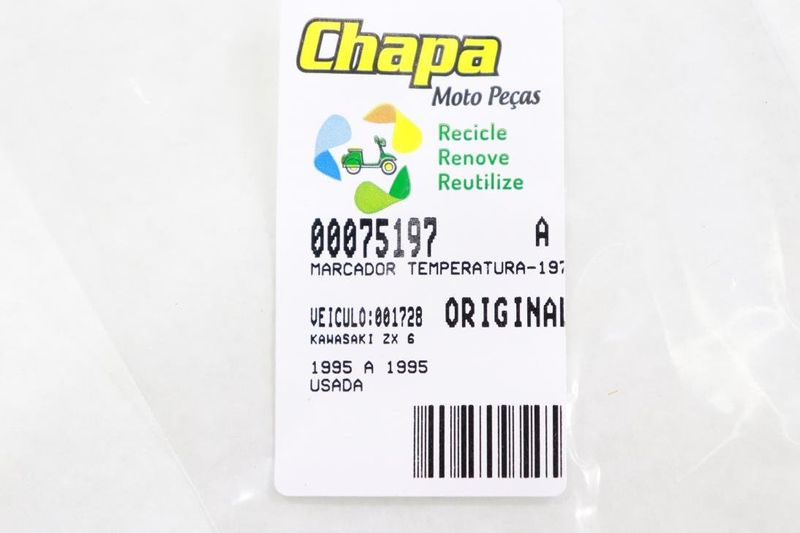 Chapa
Moto Peças
Recicle
Renove
Reutilize
00075197 A
MARCADOR TEMPERATURA-197
VEICULO:001728 ORIGINAL
KAWASAKI ZX 6
1995 A 1995
USADA